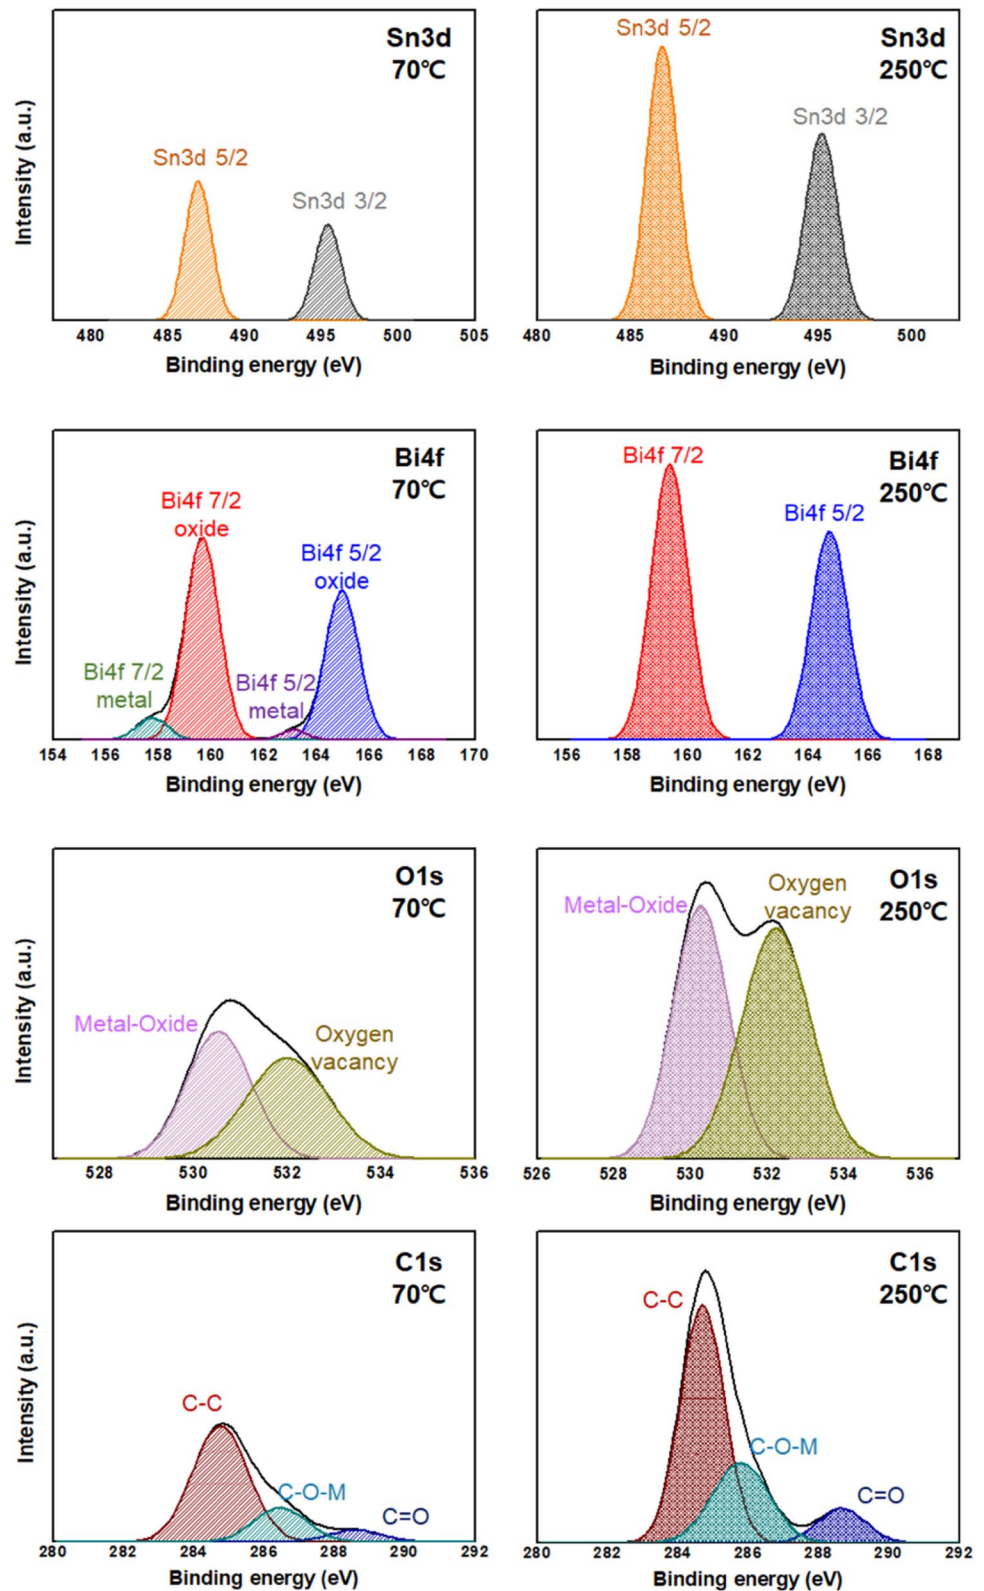 Sn3d
70℃
Sn3d 5/2
Sn3d 3/2
Intensity (a.u.)
480 485 490 495 500 505
Binding energy (eV)
Sn3d 5/2
Sn3d
250℃
Sn3d 3/2
480 485 490 495 500
Binding energy (eV)
Bi4f
70℃
Bi4f 7/2
oxide
Bi4f 5/2
oxide
Bi4f 7/2
metal
Bi4f 5/2
metal
Intensity (a.u.)
154 156 158 160 162 164 166 168 170
Binding energy (eV)
Bi4f
250℃
Bi4f 7/2
Bi4f 5/2
156 158 160 162 164 166 168
Binding energy (eV)
O1s
70℃
Metal-Oxide
Oxygen
vacancy
Intensity (a.u.)
528 530 532 534 536
Binding energy (eV)
O1s
250℃
Metal-Oxide
Oxygen
vacancy
526 528 530 532 534 536
Binding energy (eV)
C1s
70℃
C-C
C-O-M
C=O
Intensity (a.u.)
280 282 284 286 288 290 292
Binding energy (eV)
C1s
250℃
C-C
C-O-M
C=O
280 282 284 286 288 290 292
Binding energy (eV)